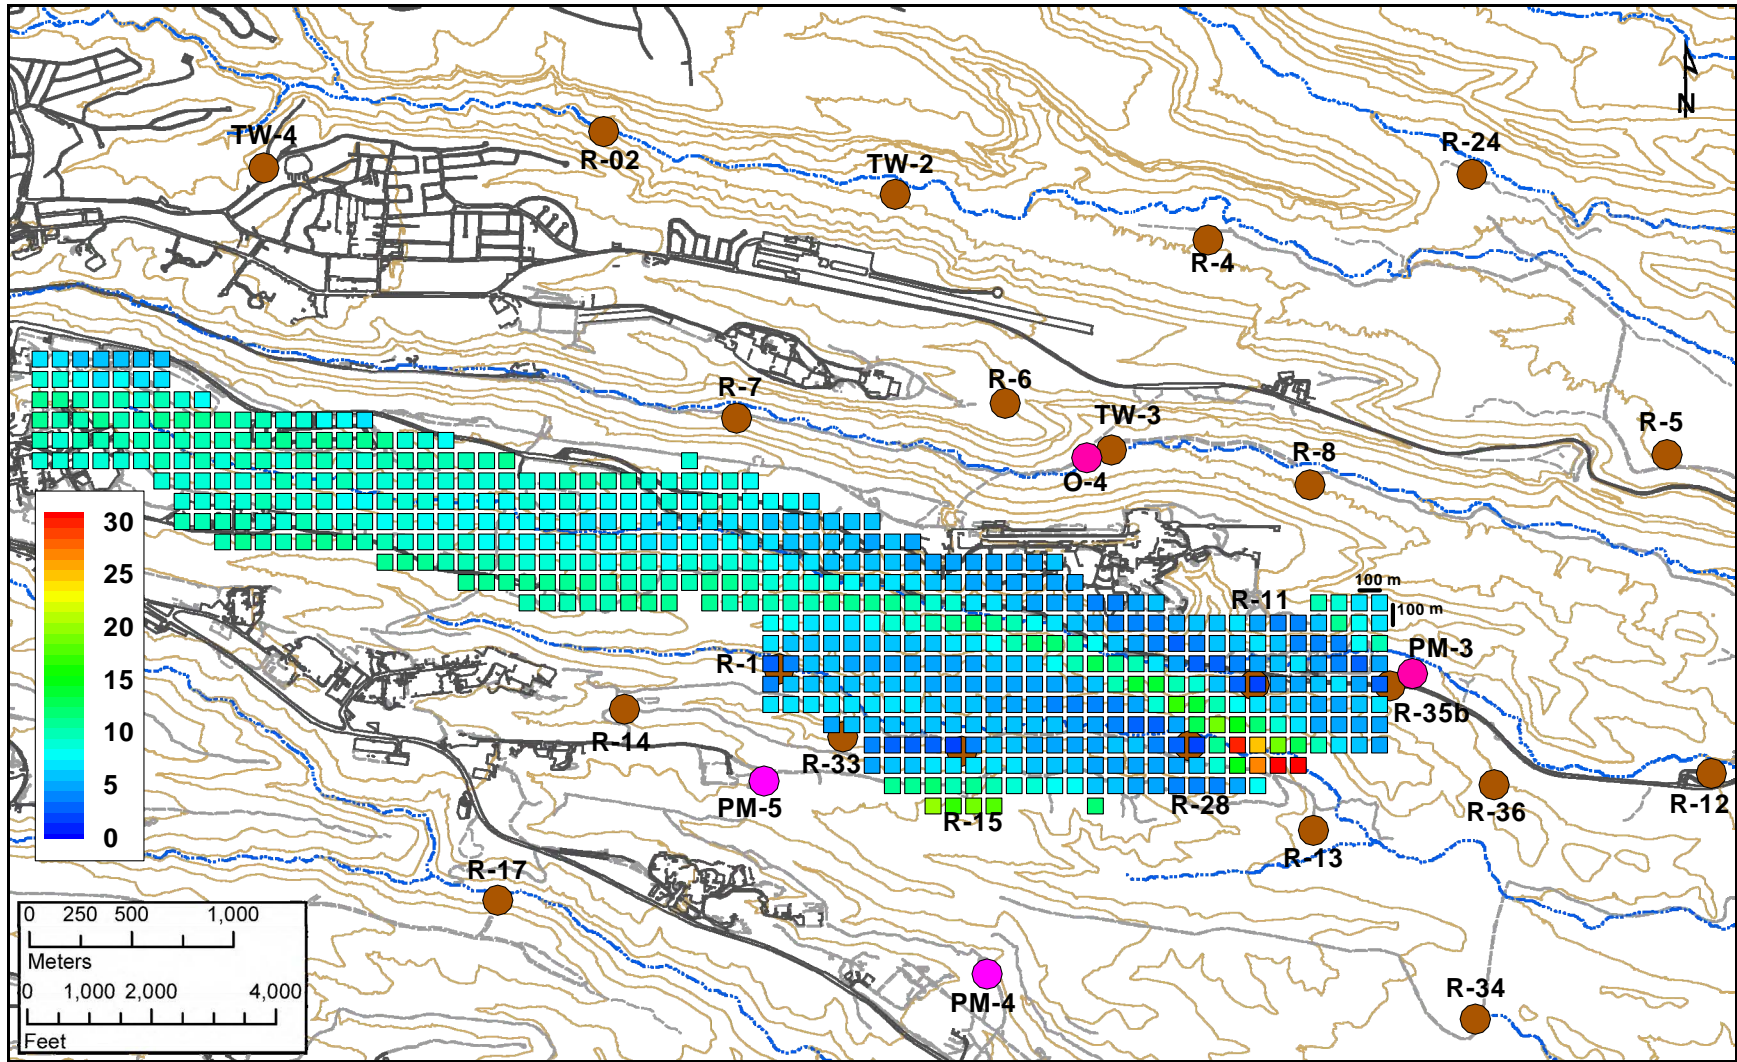 N
TW-4
R-02
TW-2
R-24
R-4
R-7
R-6
TW-3
R-5
O-4
R-8
30
25
20
15
10
5
0
100 m
100 m
R-11
R-1
PM-3
R-35b
R-14
R-33
PM-5
R-15
R-28
R-36
R-12
R-13
R-17
PM-4
R-34
0 250 500 1,000
Meters
0 1,000 2,000 4,000
Feet